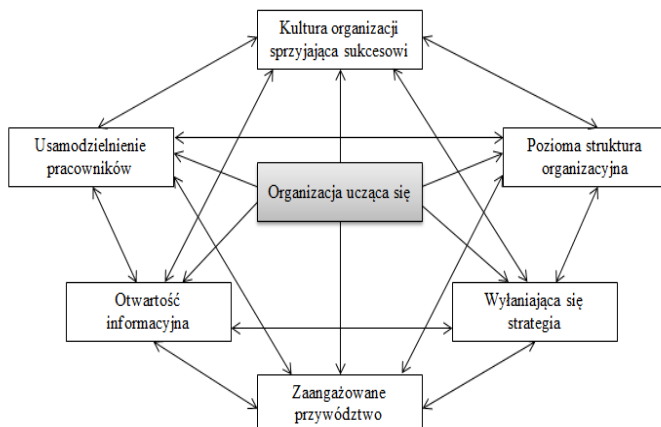 Kultura organizacji
sprzyjająca sukcesowi
Usamodzielnienie
pracowników
Pozioma struktura
organizacyjna
Organizacja ucząca się
Otwartość
informacyjna
Wyłaniająca się
strategia
Zaangażowane
przywództwo